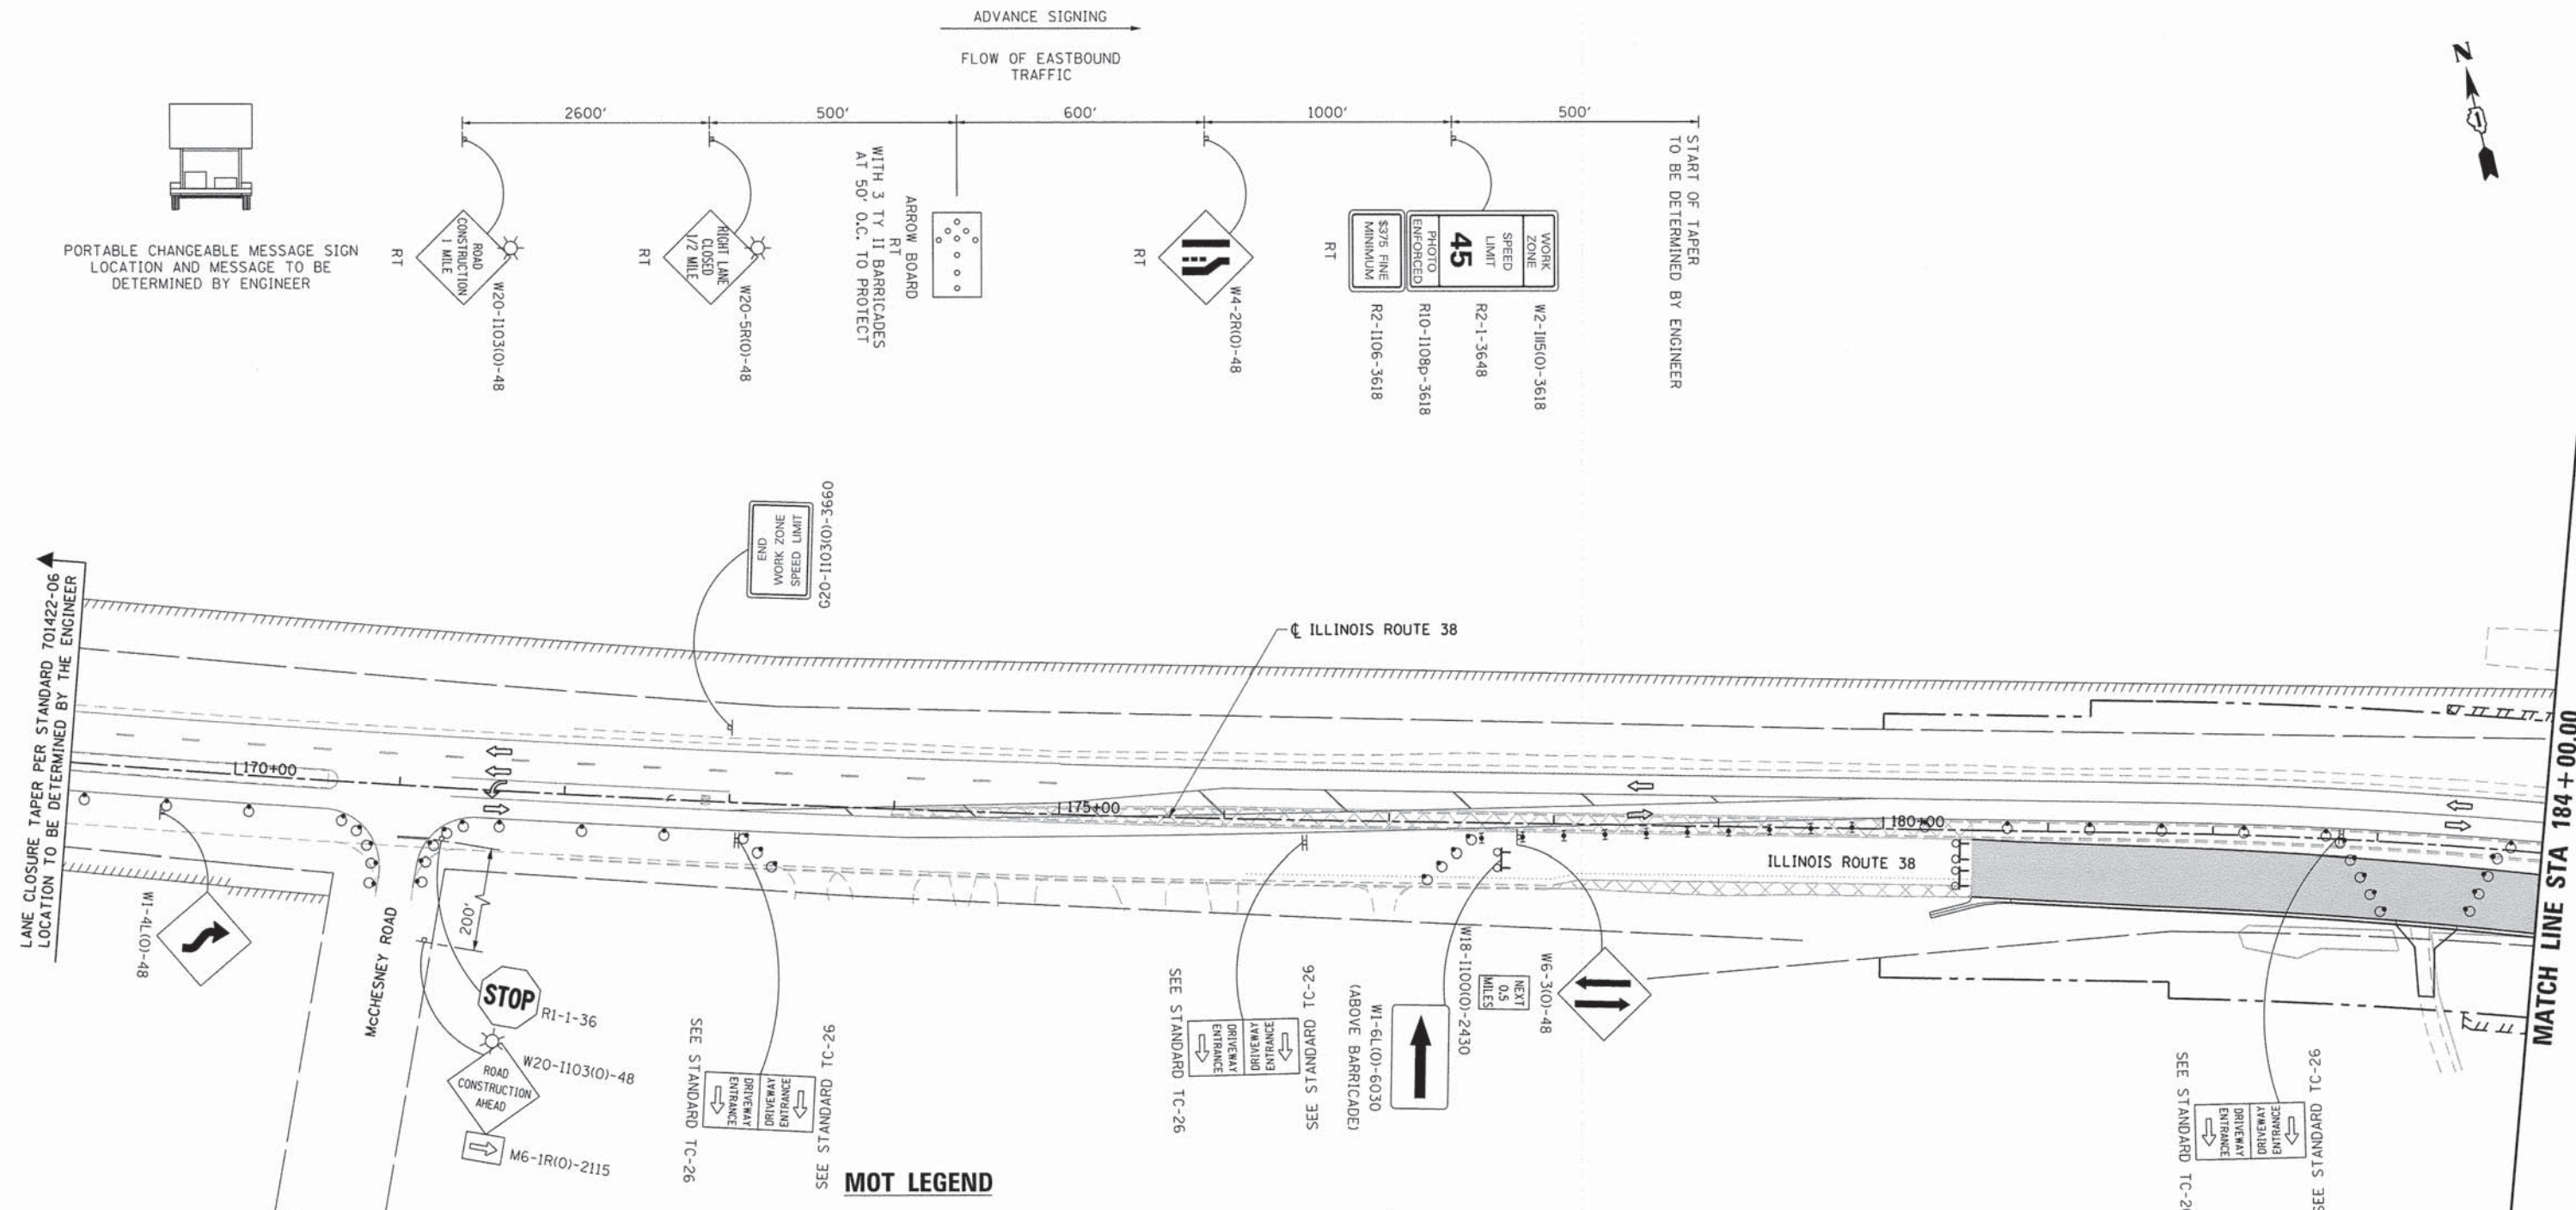 ADVANCE SIGNING
FLOW OF EASTBOUND
TRAFFIC
N
2600'
500'
600'
1000'
500'
PORTABLE CHANGEABLE MESSAGE SIGN
LOCATION AND MESSAGE TO BE
DETERMINED BY ENGINEER
RT
ROAD
CONSTRUCTION
1 MILE
W20-I103(O)-48
RT
RIGHT LANE
CLOSED
1/2 MILE
W20-5R(O)-48
ARROW BOARD
RT
WITH 3 TY II BARRICADES
AT 50' O.C. TO PROTECT
RT
W4-2R(O)-48
RT
WORK
ZONE
SPEED
LIMIT
45
PHOTO
ENFORCED
$375 FINE
MINIMUM
W2-I115(O)-3618
R2-1-3648
R10-I108p-3618
R2-I106-3618
START OF TAPER
TO BE DETERMINED BY ENGINEER
END
WORK ZONE
SPEED LIMIT
G20-I103(O)-3660
LANE CLOSURE TAPER PER STANDARD 701422-06
LOCATION TO BE DETERMINED BY THE ENGINEER
℄ ILLINOIS ROUTE 38
170+00
175+00
180+00
ILLINOIS ROUTE 38
MATCH LINE STA 184+00.00
W1-4L(O)-48
McCHESNEY ROAD
200'
STOP
R1-1-36
W20-I103(O)-48
ROAD
CONSTRUCTION
AHEAD
M6-1R(O)-2115
SEE STANDARD TC-26
DRIVEWAY
ENTRANCE
DRIVEWAY
ENTRANCE
SEE STANDARD TC-26
SEE STANDARD TC-26
DRIVEWAY
ENTRANCE
DRIVEWAY
ENTRANCE
SEE STANDARD TC-26
W1-6L(O)-6030
(ABOVE BARRICADE)
W18-I100(O)-2430
NEXT
0.5
MILES
W6-3(O)-48
SEE STANDARD TC-26
DRIVEWAY
ENTRANCE
DRIVEWAY
ENTRANCE
SEE STANDARD TC-26
MOT LEGEND